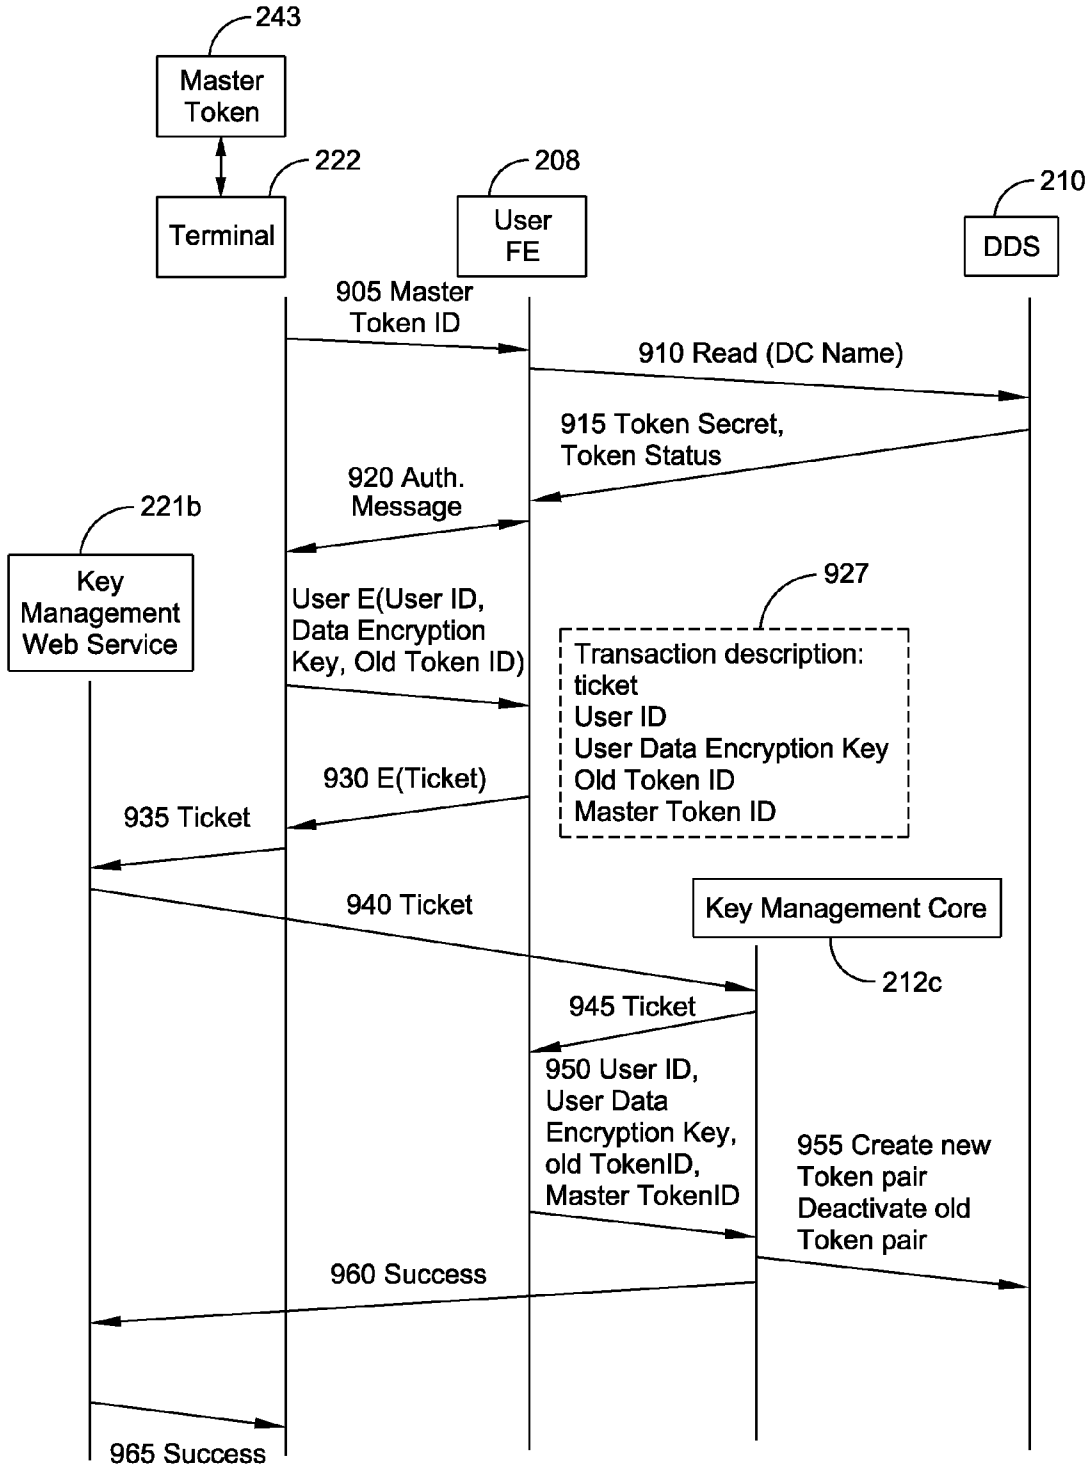 243
Master
Token
222
208
210
Terminal
User
FE
DDS
905 Master
Token ID
910 Read (DC Name)
915 Token Secret,
Token Status
920 Auth.
Message
221b
Key
Management
Web Service
927
User E(User ID,
Data Encryption
Key, Old Token ID)
Transaction description:
ticket
User ID
User Data Encryption Key
Old Token ID
Master Token ID
930 E(Ticket)
935 Ticket
940 Ticket
Key Management Core
212c
945 Ticket
950 User ID,
User Data
Encryption Key,
old TokenID,
Master TokenID
955 Create new
Token pair
Deactivate old
Token pair
960 Success
965 Success